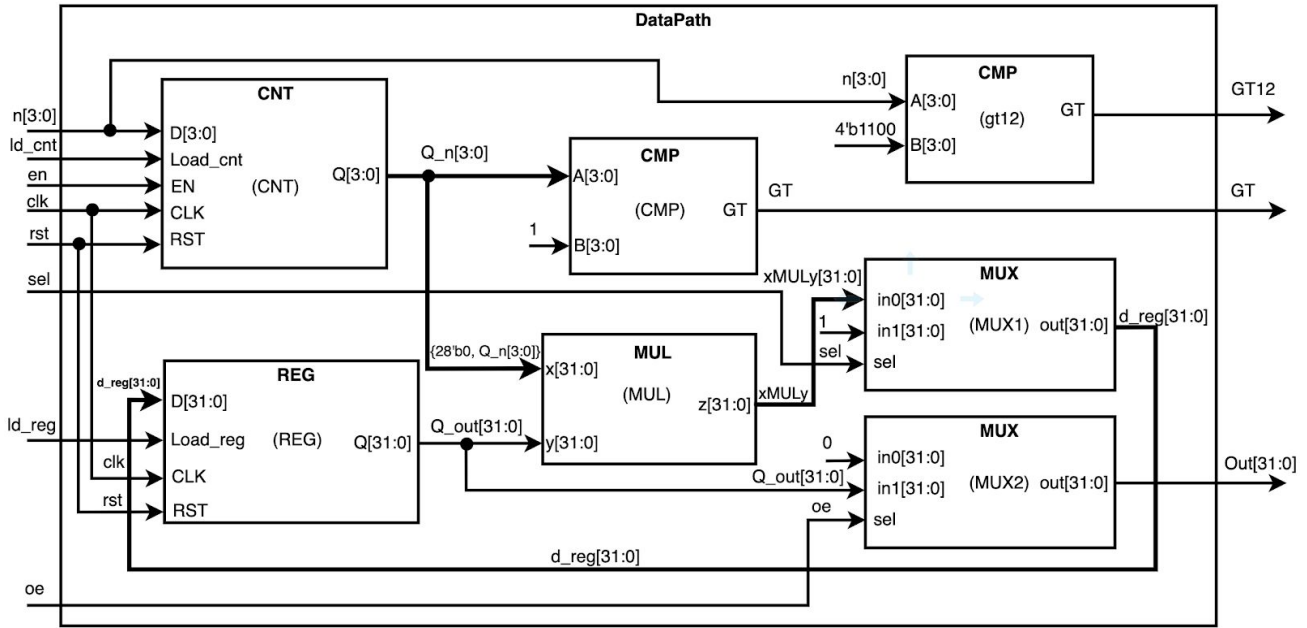 DataPath
n[3:0]
ld_cnt
en
clk
rst
sel
CNT
D[3:0]
Load_cnt
EN
CLK
RST
(CNT)
Q[3:0]
Q_n[3:0]
CMP
A[3:0]
(CMP)
GT
B[3:0]
1
GT
n[3:0]
4'b1100
CMP
A[3:0]
(gt12)
GT
B[3:0]
GT12
GT
xMULy[31:0]
1
sel
MUX
in0[31:0]
in1[31:0]
(MUX1)
out[31:0]
sel
d_reg[31:0]
{28'b0, Q_n[3:0]}
MUL
x[31:0]
(MUL)
z[31:0]
y[31:0]
xMULy
d_reg[31:0]
ld_reg
clk
rst
REG
D[31:0]
Load_reg
(REG)
Q[31:0]
CLK
RST
Q_out[31:0]
0
Q_out[31:0]
oe
MUX
in0[31:0]
in1[31:0]
(MUX2)
out[31:0]
sel
Out[31:0]
d_reg[31:0]
oe